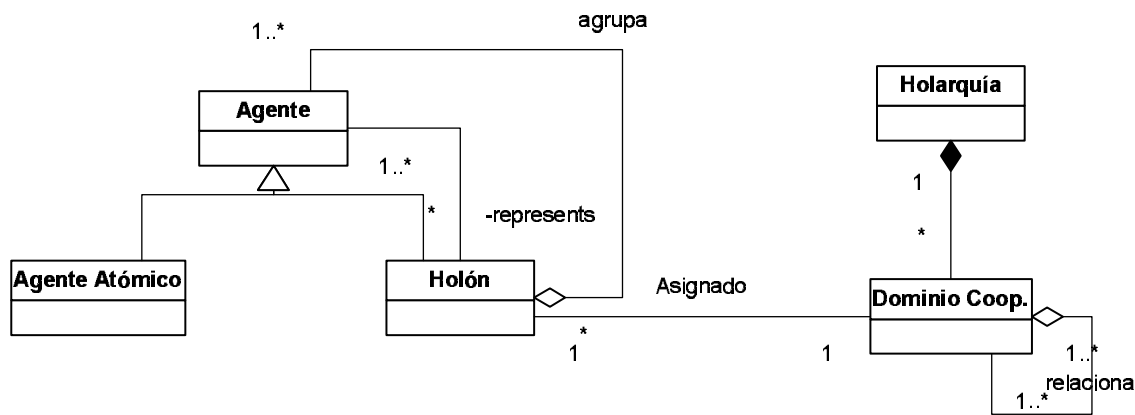 agrupa
1..*
Holarquía
Agente
1..*
1
*
-represents
*
Agente Atómico
Holón
Asignado
Dominio Coop.
*
1
1
1..*
relaciona
1..*